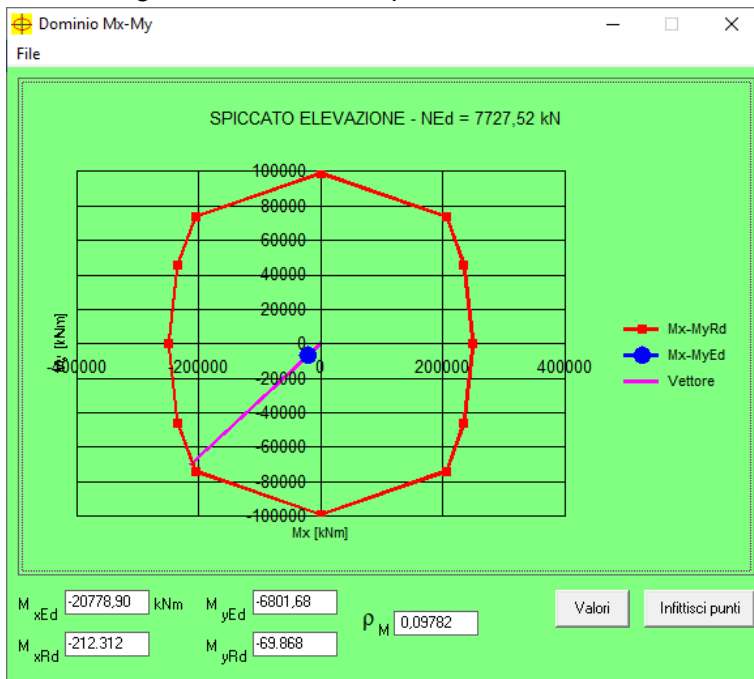 Dominio Mx-My
File
SPICCATO ELEVAZIONE - NEd = 7727,52 kN
100000
80000
60000
40000
20000
0
-400000 -200000 0 200000 400000
-20000
-40000
-60000
-80000
-100000
Mx [kNm]
[kNm]
Mx-MyRd
Mx-MyEd
Vettore
M xEd -20778,90 kNm M yEd -6801,68
ρ M 0,09782
Valori Infittisci punti
M xRd -212.312 M yRd -69.868